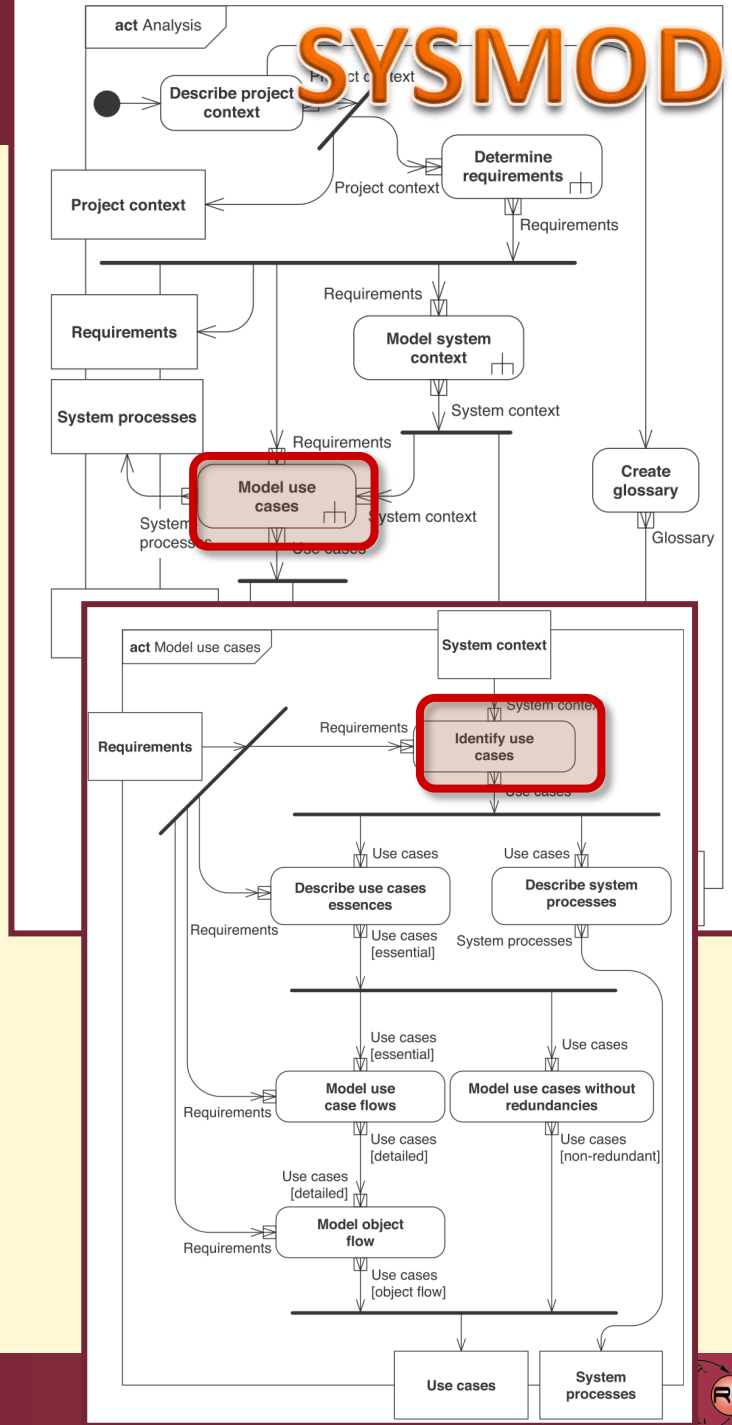 act Analysis
SYSMOD
Project context
Describe project
context
Determine
requirements
Project context
Project context
Requirements
Requirements
Requirements
Model system
context
System processes
System context
Requirements
Model use
cases
Create
glossary
System context
System
processes
Use cases
Glossary
act Model use cases
System context
System context
Requirements
Requirements
Identify use
cases
Use cases
Use cases
Use cases
Describe use cases
essences
Describe system
processes
Requirements
Use cases
[essential]
System processes
Use cases
[essential]
Use cases
Model use
case flows
Model use cases without
redundancies
Requirements
Use cases
[detailed]
Use cases
[non-redundant]
Use cases
[detailed]
Model object
flow
Requirements
Use cases
[object flow]
Use cases
System
processes
R